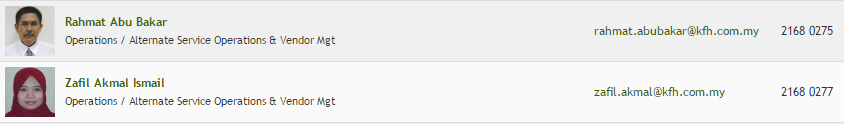 Rahmat Abu Bakar
Operations / Alternate Service Operations & Vendor Mgt
rahmat.abubakar@kfh.com.my 2168 0275
Zafil Akmal Ismail
Operations / Alternate Service Operations & Vendor Mgt
zafil.akmal@kfh.com.my 2168 0277